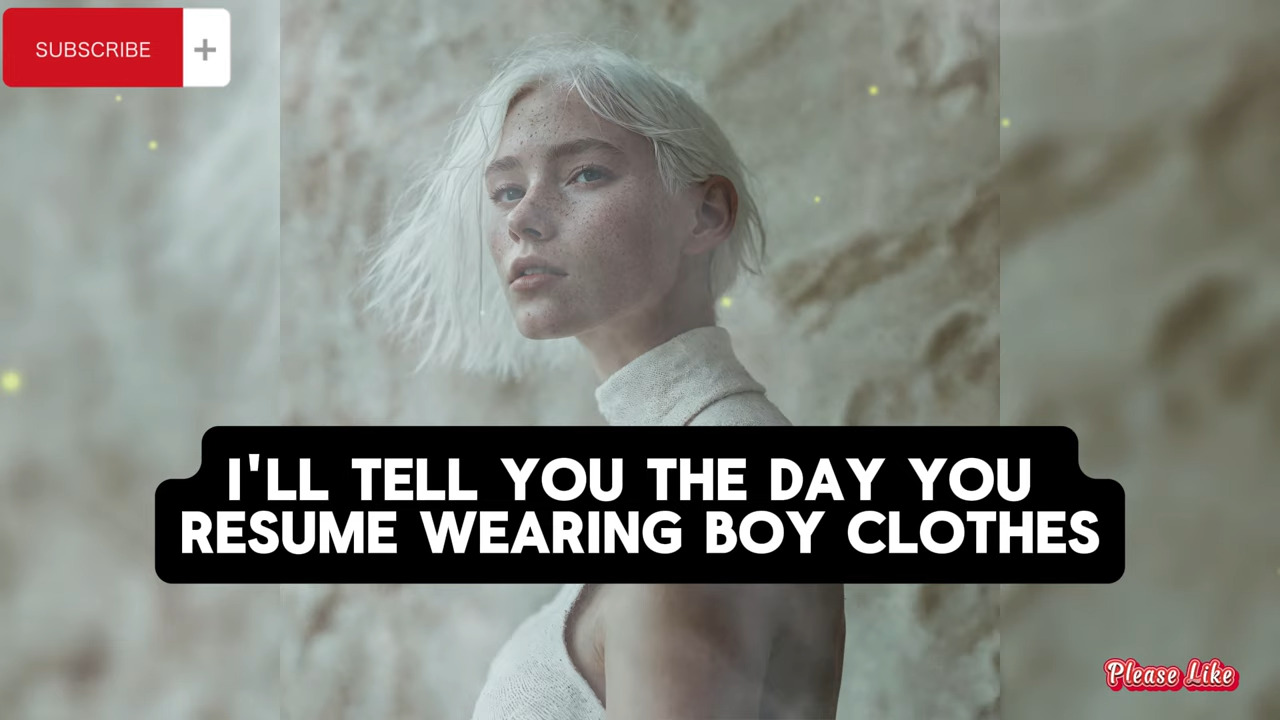 SUBSCRIBE +
I'LL TELL YOU THE DAY YOU
RESUME WEARING BOY CLOTHES
Please Like